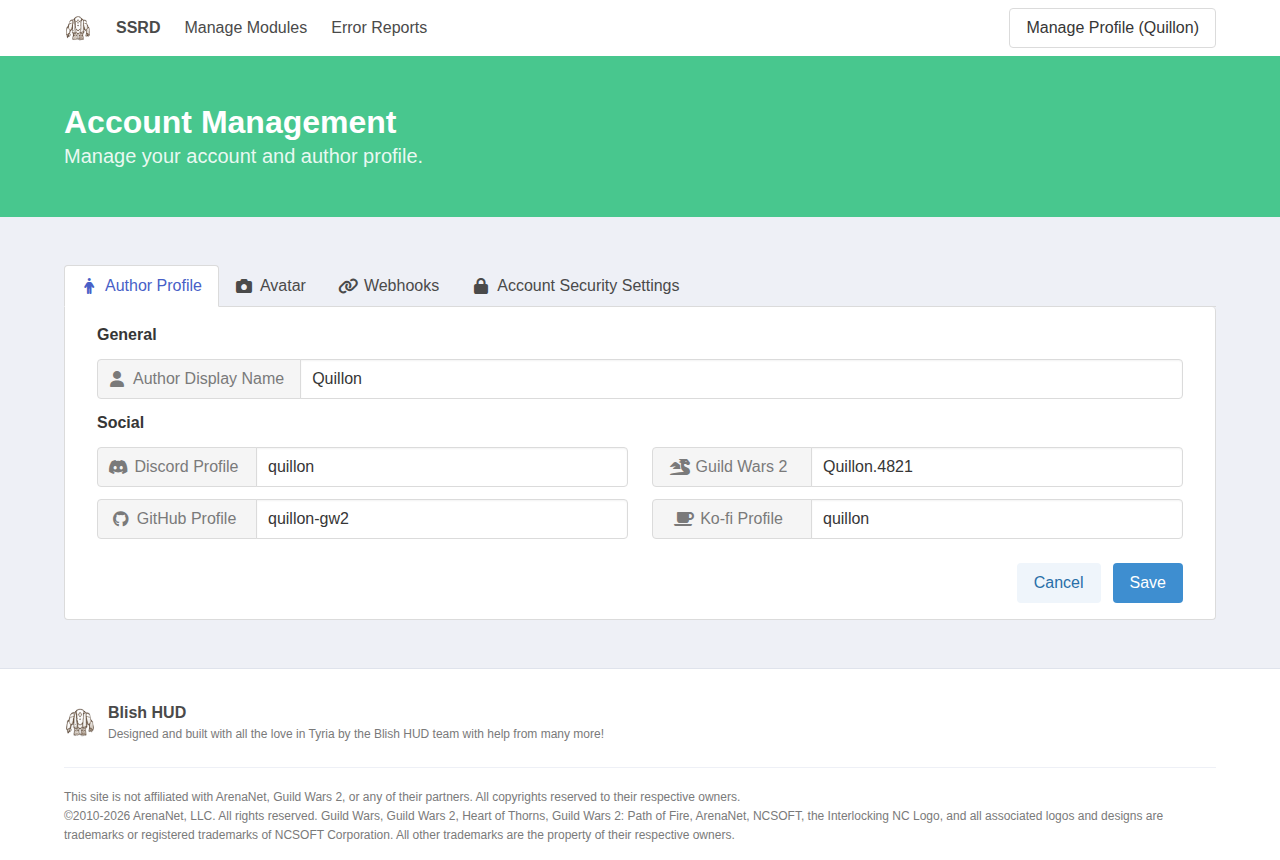 SSRD Manage Modules Error Reports Manage Profile (Quillon)
Account Management
Manage your account and author profile.
Author Profile Avatar Webhooks Account Security Settings
General
Author Display Name Quillon
Social
Discord Profile quillon Guild Wars 2 Quillon.4821
GitHub Profile quillon-gw2 Ko-fi Profile quillon
Cancel Save
Blish HUD
Designed and built with all the love in Tyria by the Blish HUD team with help from many more!
This site is not affiliated with ArenaNet, Guild Wars 2, or any of their partners. All copyrights reserved to their respective owners.
©2010-2026 ArenaNet, LLC. All rights reserved. Guild Wars, Guild Wars 2, Heart of Thorns, Guild Wars 2: Path of Fire, ArenaNet, NCSOFT, the Interlocking NC Logo, and all associated logos and designs are
trademarks or registered trademarks of NCSOFT Corporation. All other trademarks are the property of their respective owners.